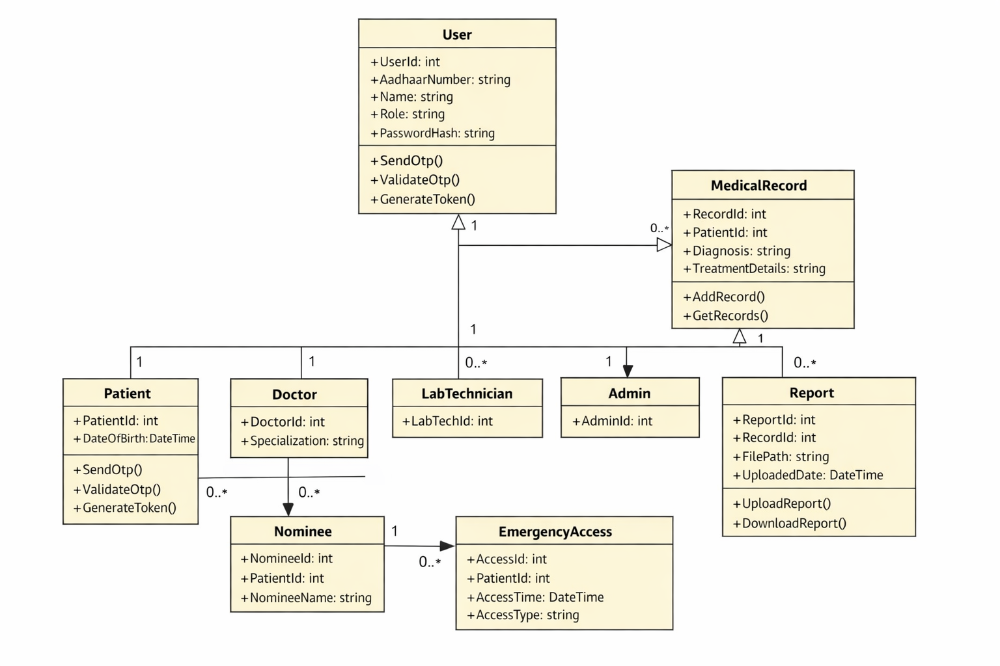 User
+UserId: int
+AadhaarNumber: string
+Name: string
+Role: string
+PasswordHash: string
+SendOtp()
+ValidateOtp()
+GenerateToken()
1
MedicalRecord
+RecordId: int
+PatientId: int
+Diagnosis: string
+TreatmentDetails: string
+AddRecord()
+GetRecords()
0..*
1
1
1
1
0..*
1
0..*
Patient
+PatientId: int
+DateOfBirth:DateTime
+SendOtp()
+ValidateOtp()
+GenerateToken()
Doctor
+DoctorId: int
+Specialization: string
LabTechnician
+LabTechId: int
Admin
+AdminId: int
Report
+ReportId: int
+RecordId: int
+FilePath: string
+UploadedDate: DateTime
+UploadReport()
+DownloadReport()
0..*
0..*
Nominee
+NomineeId: int
+PatientId: int
+NomineeName: string
1
0..*
EmergencyAccess
+AccessId: int
+PatientId: int
+AccessTime: DateTime
+AccessType: string